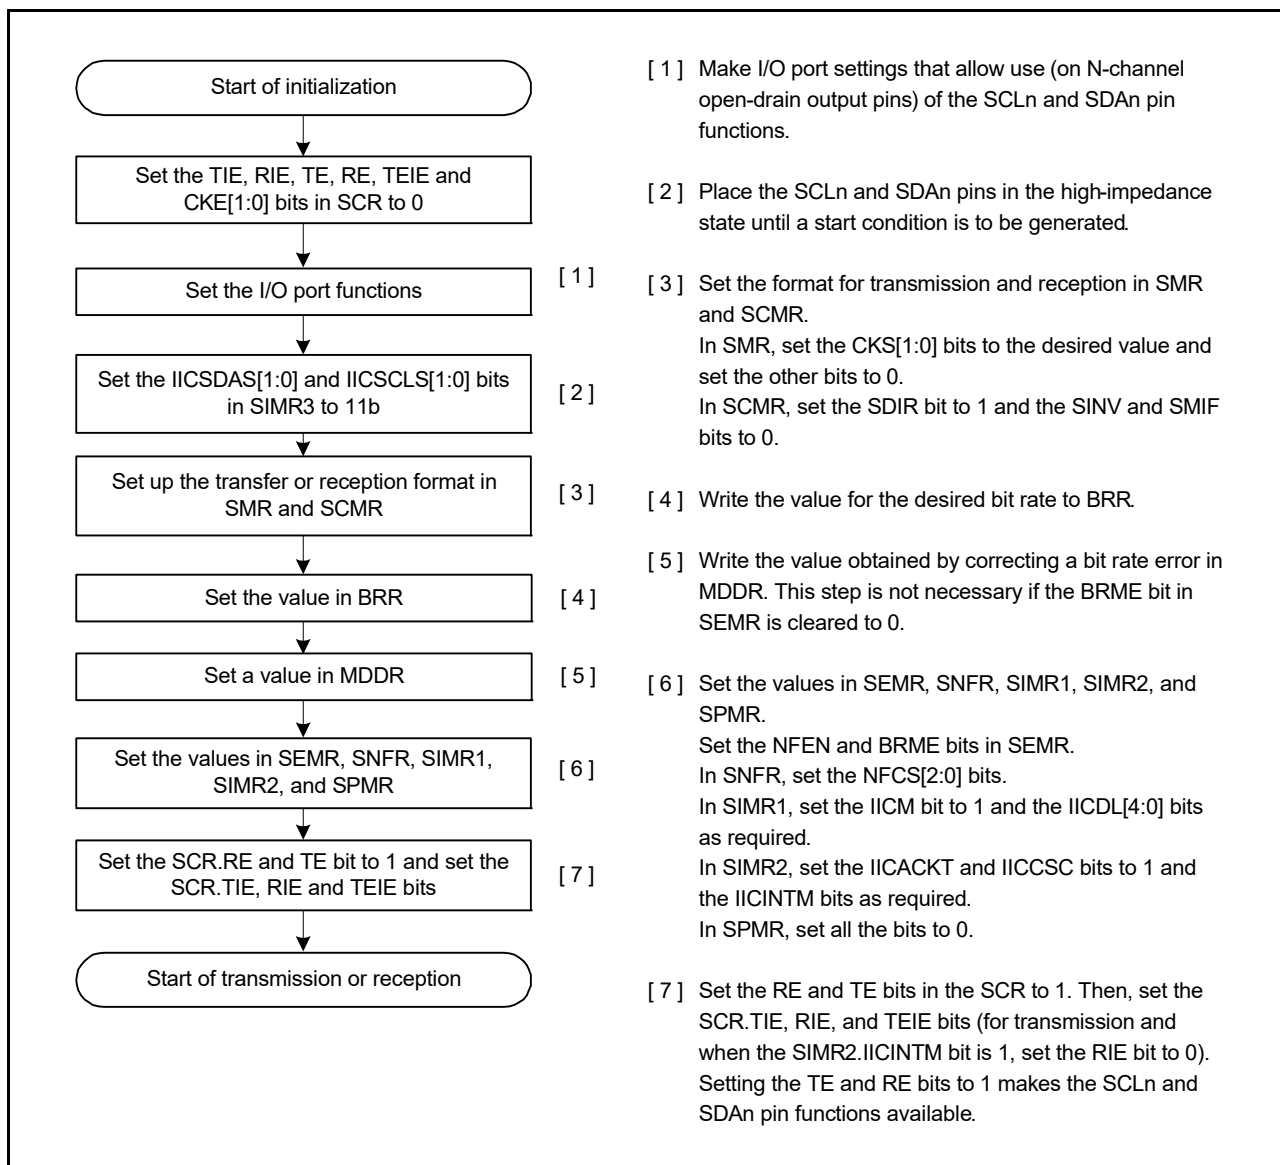 Start of initialization
Set the TIE, RIE, TE, RE, TEIE and
CKE[1:0] bits in SCR to 0
Set the I/O port functions
[ 1 ]
Set the IICSDAS[1:0] and IICSCLS[1:0] bits
in SIMR3 to 11b
[ 2 ]
Set up the transfer or reception format in
SMR and SCMR
[ 3 ]
Set the value in BRR
[ 4 ]
Set a value in MDDR
[ 5 ]
Set the values in SEMR, SNFR, SIMR1,
SIMR2, and SPMR
[ 6 ]
Set the SCR.RE and TE bit to 1 and set the
SCR.TIE, RIE and TEIE bits
[ 7 ]
Start of transmission or reception
[ 1 ] Make I/O port settings that allow use (on N-channel
open-drain output pins) of the SCLn and SDAn pin
functions.
[ 2 ] Place the SCLn and SDAn pins in the high-impedance
state until a start condition is to be generated.
[ 3 ] Set the format for transmission and reception in SMR
and SCMR.
In SMR, set the CKS[1:0] bits to the desired value and
set the other bits to 0.
In SCMR, set the SDIR bit to 1 and the SINV and SMIF
bits to 0.
[ 4 ] Write the value for the desired bit rate to BRR.
[ 5 ] Write the value obtained by correcting a bit rate error in
MDDR. This step is not necessary if the BRME bit in
SEMR is cleared to 0.
[ 6 ] Set the values in SEMR, SNFR, SIMR1, SIMR2, and
SPMR.
Set the NFEN and BRME bits in SEMR.
In SNFR, set the NFCS[2:0] bits.
In SIMR1, set the IICM bit to 1 and the IICDL[4:0] bits
as required.
In SIMR2, set the IICACKT and IICCSC bits to 1 and
the IICINTM bits as required.
In SPMR, set all the bits to 0.
[ 7 ] Set the RE and TE bits in the SCR to 1. Then, set the
SCR.TIE, RIE, and TEIE bits (for transmission and
when the SIMR2.IICINTM bit is 1, set the RIE bit to 0).
Setting the TE and RE bits to 1 makes the SCLn and
SDAn pin functions available.